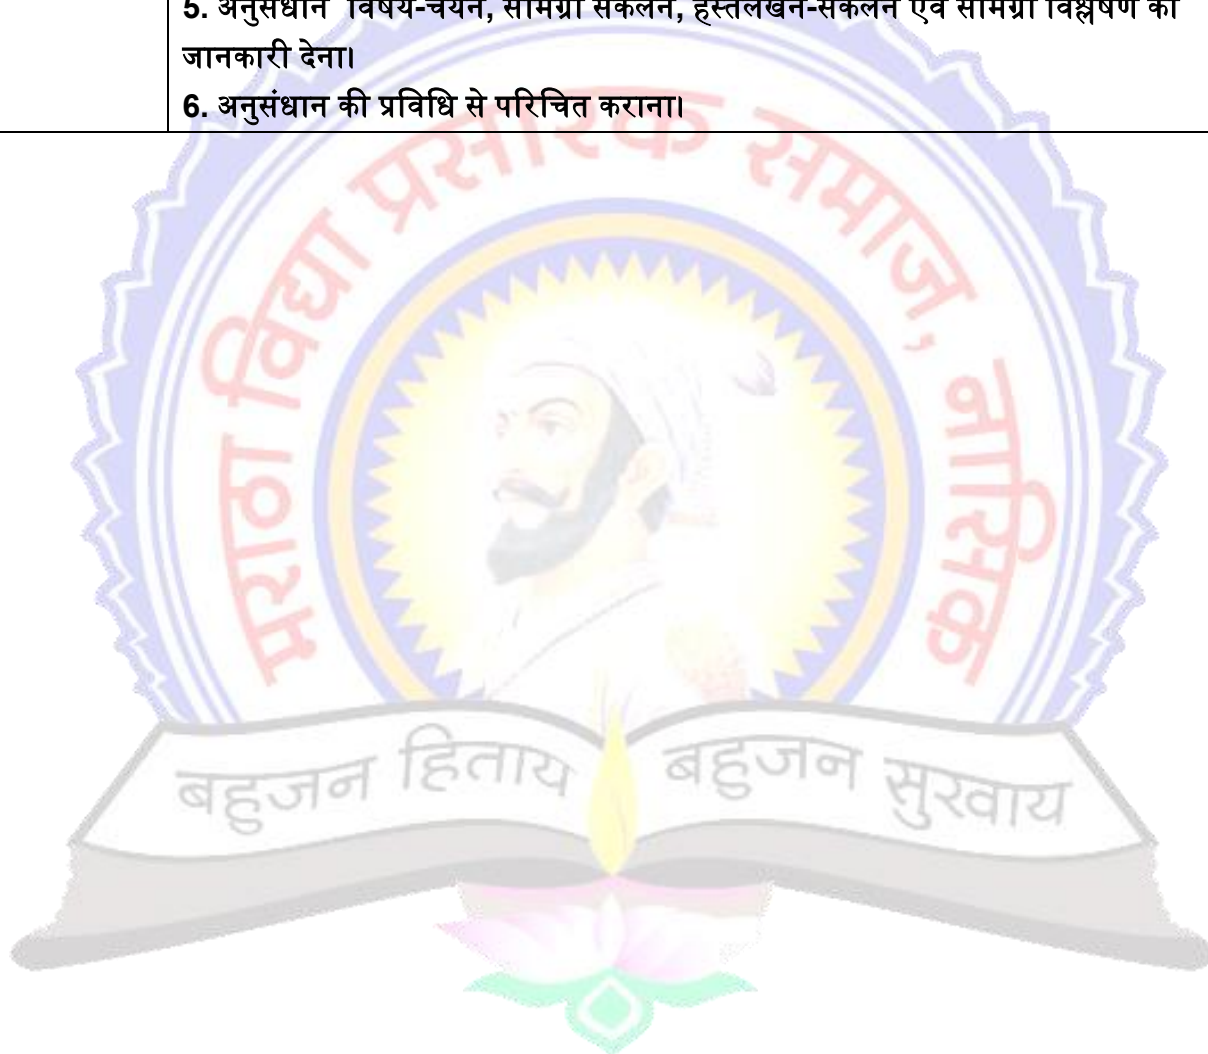 5. अनुसंधान विषय-चयन, सामग्री संकलन, हस्तलेखन-संकलन एवं सामग्री विश्लेषण की
जानकारी देना।
6. अनुसंधान की प्रविधि से परिचित कराना।
मराठा विद्या प्रसारक समाज, नासिक
बहुजन हिताय बहुजन सुखाय